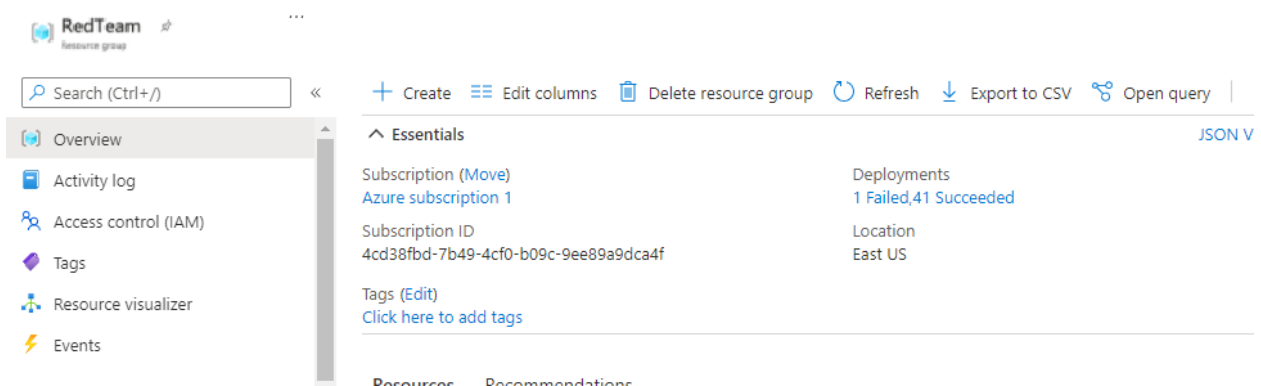 RedTeam ...
Resource group
Search (Ctrl+/) «
Create Edit columns Delete resource group Refresh Export to CSV Open query
Overview
Activity log
Access control (IAM)
Tags
Resource visualizer
Events
Essentials
JSON V
Subscription (Move)
Azure subscription 1
Subscription ID
4cd38fbd-7b49-4cf0-b09c-9ee89a9dca4f
Deployments
1 Failed,41 Succeeded
Location
East US
Tags (Edit)
Click here to add tags
Resources Recommendations